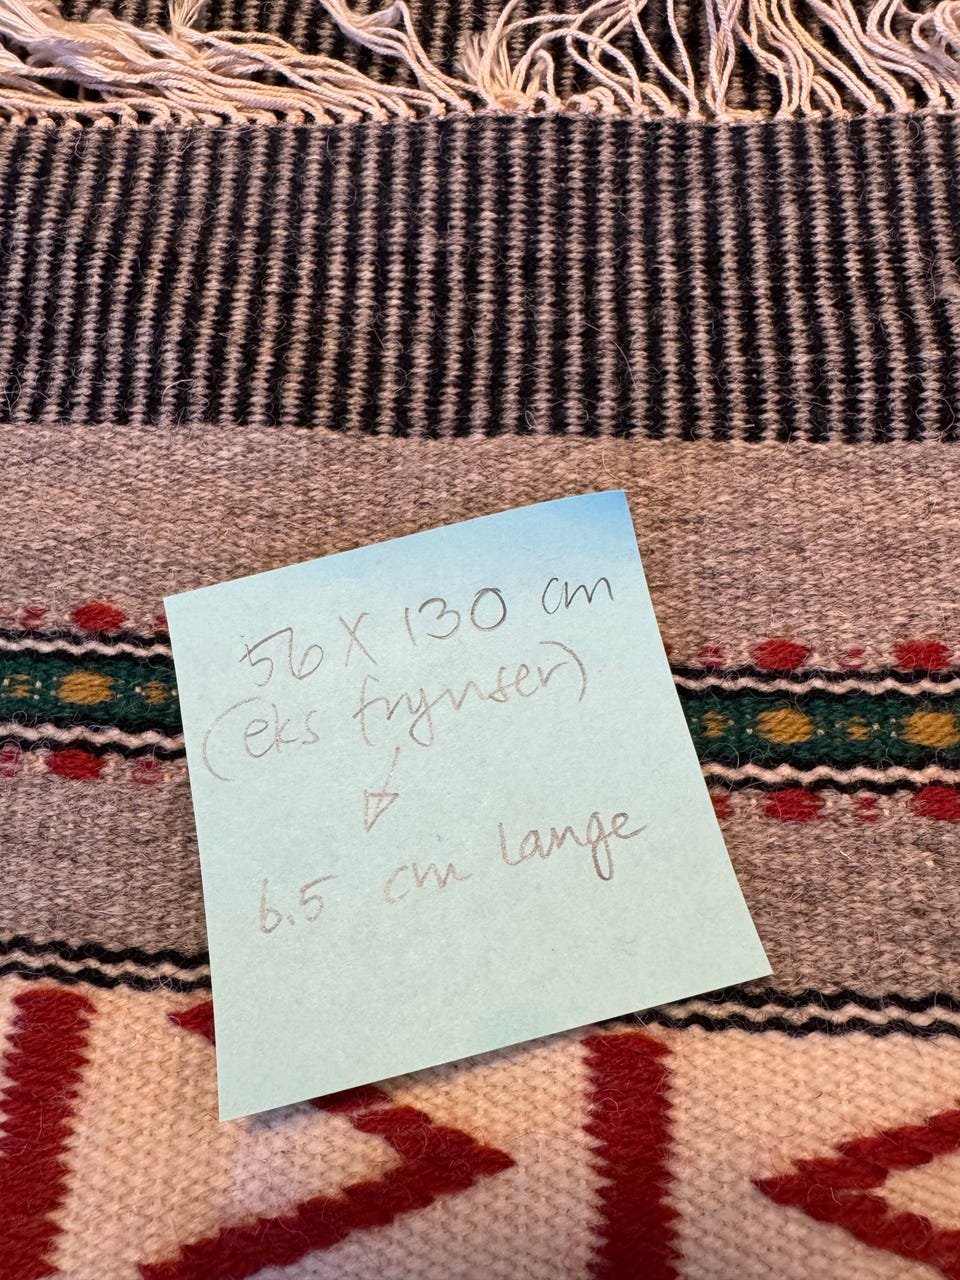 56 X 130 cm
(eks frynser)
6.5 cm lange